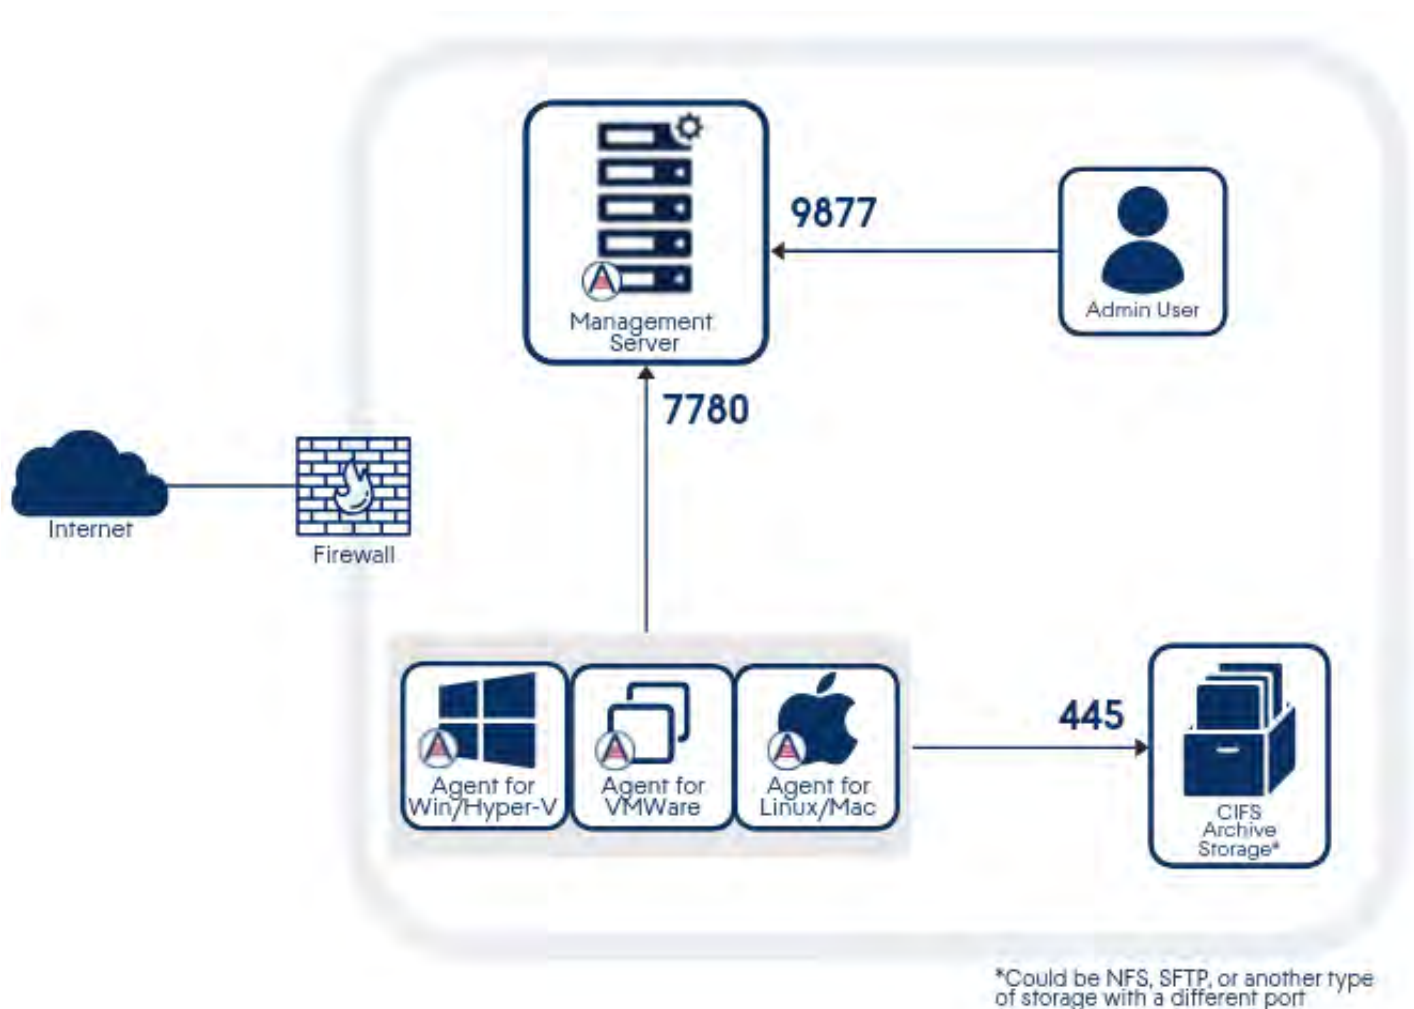 9877
Admin User
Management
Server
7780
Internet
Firewall
Agent for
Win/Hyper-V
Agent for
VMWare
Agent for
Linux/Mac
445
CIFS
Archive
Storage*
*Could be NFS, SFTP, or another type
of storage with a different port